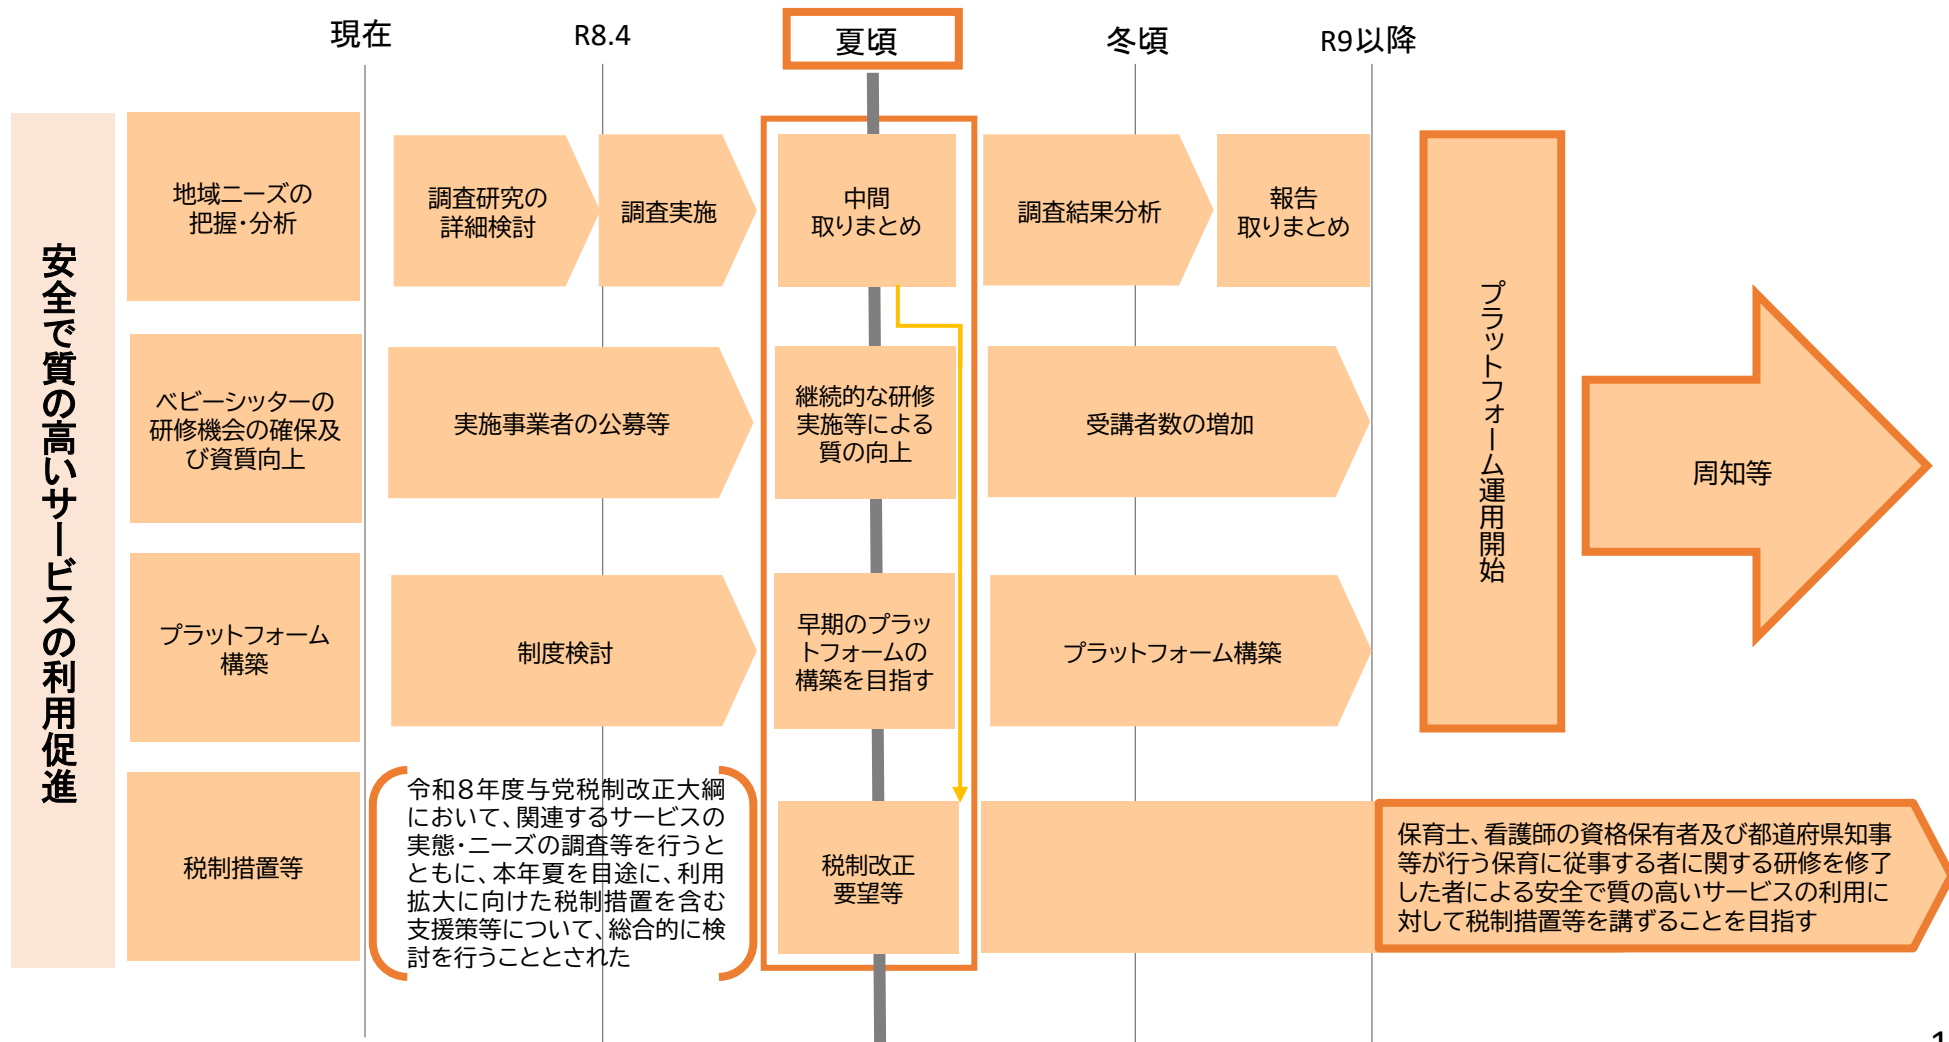 現在
R8.4
夏頃
冬頃
R9以降
安全で質の高いサービスの利用促進
地域ニーズの
把握・分析
調査研究の
詳細検討
調査実施
中間
取りまとめ
調査結果分析
報告
取りまとめ
ベビーシッターの
研修機会の確保及
び資質向上
実施事業者の公募等
継続的な研修
実施等による
質の向上
受講者数の増加
プラットフォーム
構築
制度検討
早期のプラッ
トフォームの
構築を目指す
プラットフォーム構築
プラットフォーム運用開始
周知等
税制措置等
令和８年度与党税制改正大綱
において、関連するサービスの
実態・ニーズの調査等を行うと
ともに、本年夏を目途に、利用
拡大に向けた税制措置を含む
支援策等について、総合的に検
討を行うこととされた
税制改正
要望等
保育士、看護師の資格保有者及び都道府県知事
等が行う保育に従事する者に関する研修を修了
した者による安全で質の高いサービスの利用に
対して税制措置等を講ずることを目指す
1